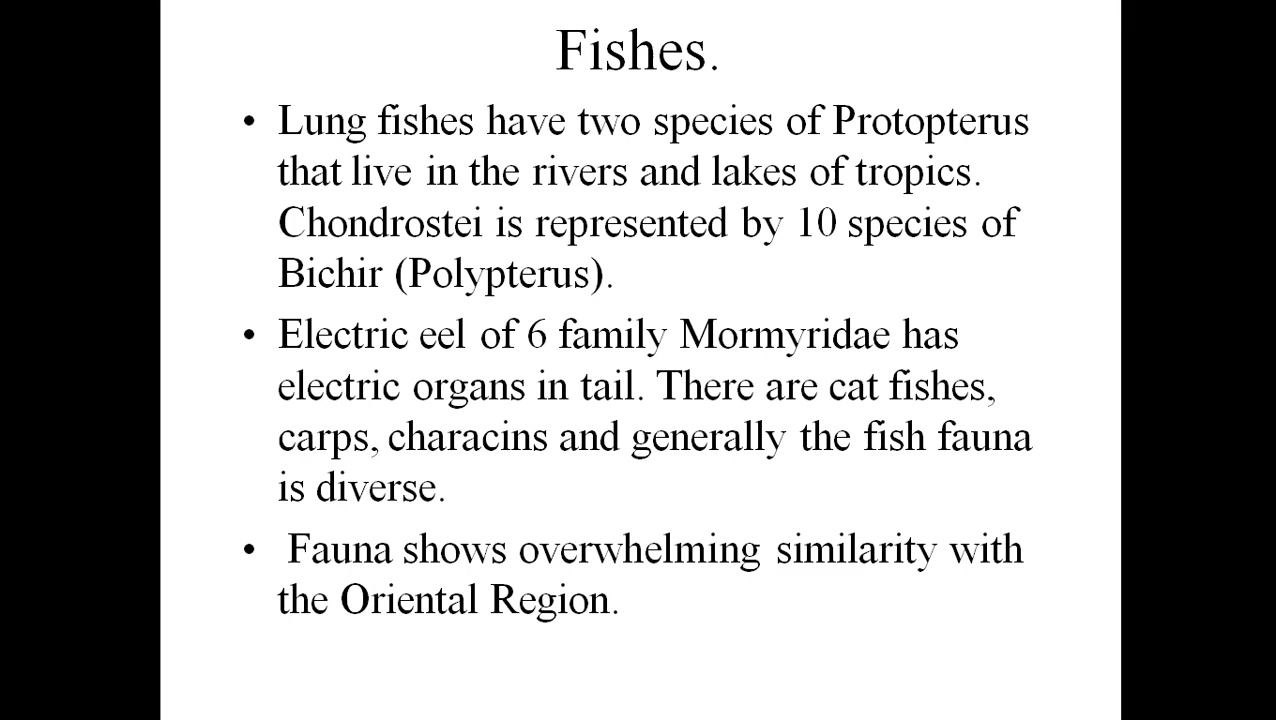 Fishes.
• Lung fishes have two species of Protopterus
that live in the rivers and lakes of tropics.
Chondrostei is represented by 10 species of
Bichir (Polypterus).
• Electric eel of 6 family Mormyridae has
electric organs in tail. There are cat fishes,
carps, characins and generally the fish fauna
is diverse.
• Fauna shows overwhelming similarity with
the Oriental Region.